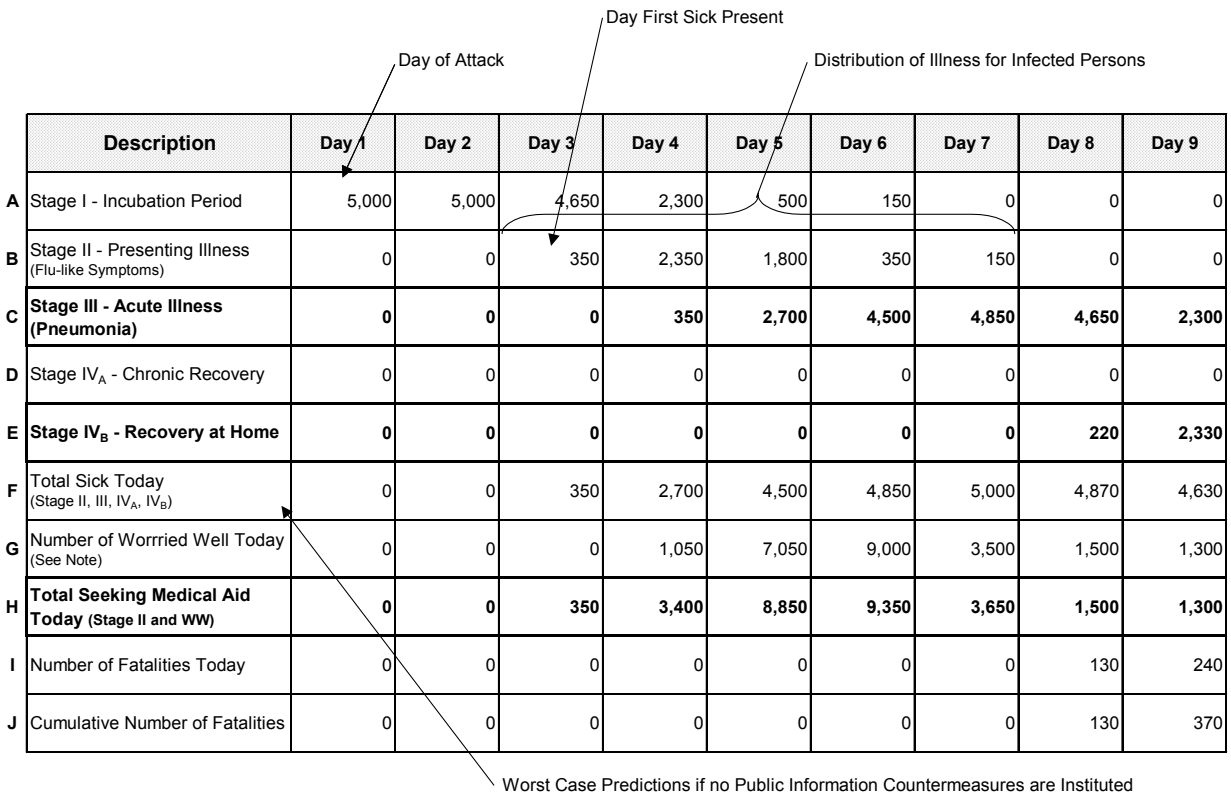 Day First Sick Present
Day of Attack
Distribution of Illness for Infected Persons
Description Day 1 Day 2 Day 3 Day 4 Day 5 Day 6 Day 7 Day 8 Day 9
A Stage I - Incubation Period 5,000 5,000 4,650 2,300 500 150 0 0 0
B Stage II - Presenting Illness
(Flu-like Symptoms) 0 0 350 2,350 1,800 350 150 0 0
C Stage III - Acute Illness
(Pneumonia) 0 0 0 350 2,700 4,500 4,850 4,650 2,300
D Stage IVA - Chronic Recovery 0 0 0 0 0 0 0 0 0
E Stage IVB - Recovery at Home 0 0 0 0 0 0 0 220 2,330
F Total Sick Today
(Stage II, III, IVA, IVB) 0 0 350 2,700 4,500 4,850 5,000 4,870 4,630
G Number of Worrried Well Today
(See Note) 0 0 0 1,050 7,050 9,000 3,500 1,500 1,300
H Total Seeking Medical Aid
Today (Stage II and WW) 0 0 350 3,400 8,850 9,350 3,650 1,500 1,300
I Number of Fatalities Today 0 0 0 0 0 0 0 130 240
J Cumulative Number of Fatalities 0 0 0 0 0 0 0 130 370
Worst Case Predictions if no Public Information Countermeasures are Instituted